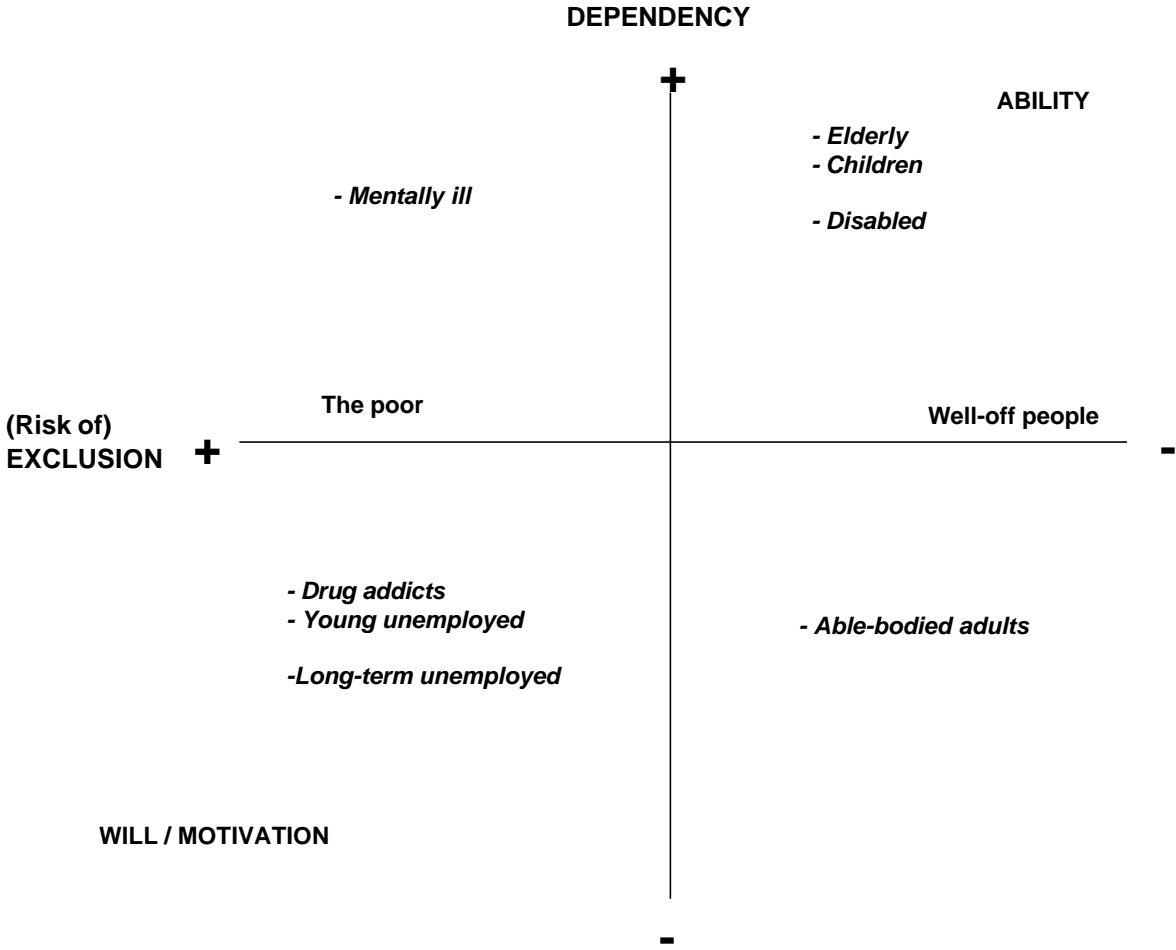 DEPENDENCY
+
ABILITY
- Elderly
- Children
- Mentally ill
- Disabled
The poor
Well-off people
(Risk of)
EXCLUSION +
-
- Drug addicts
- Young unemployed
- Able-bodied adults
-Long-term unemployed
WILL / MOTIVATION
-